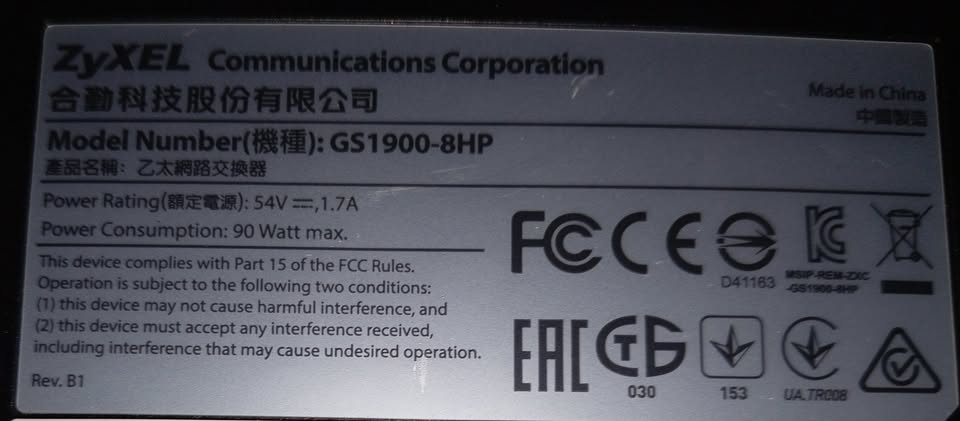 ZyXEL Communications Corporation
合勤科技股份有限公司
Made in China
中國製造
Model Number(機種): GS1900-8HP
產品名稱: 乙太網路交換器
Power Rating(額定電源): 54V ⎓,1.7A
Power Consumption: 90 Watt max.
This device complies with Part 15 of the FCC Rules.
Operation is subject to the following two conditions:
(1) this device may not cause harmful interference, and
(2) this device must accept any interference received,
including interference that may cause undesired operation.
Rev. B1
FC CE
D41163
MSIP-REM-ZXC
-GS1900-8HP
EAC
030
153
UA.TR008